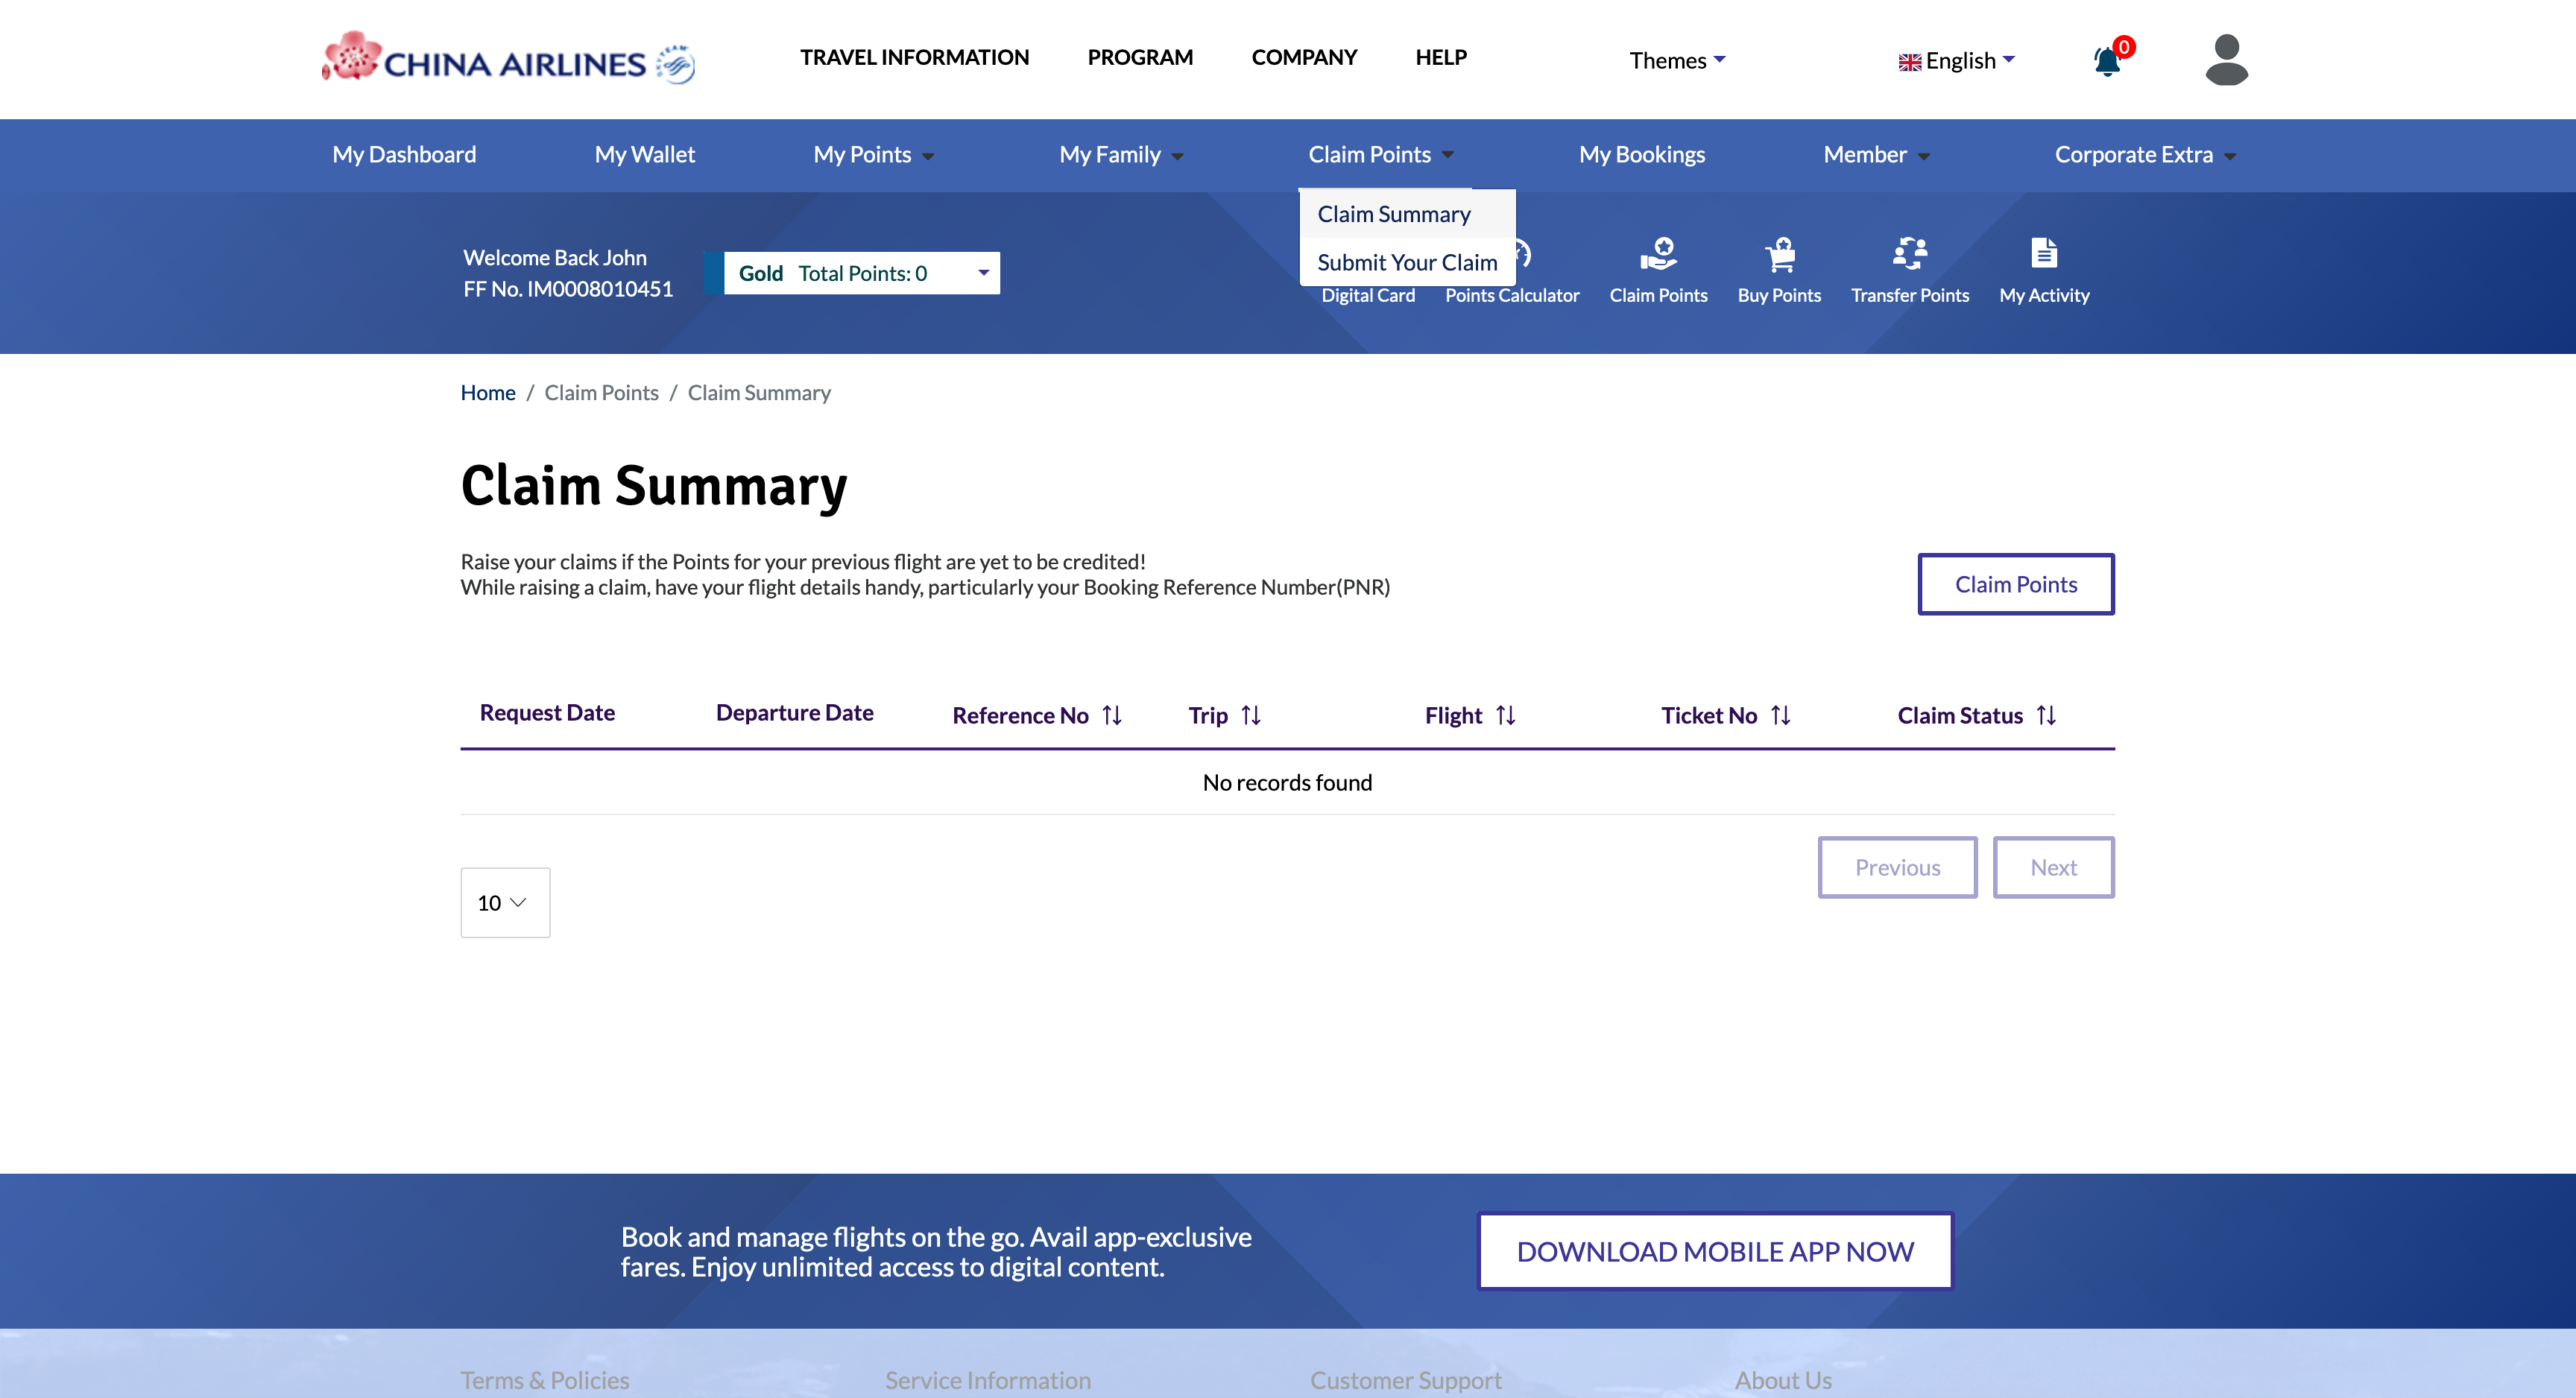 CHINA AIRLINES
TRAVEL INFORMATION
PROGRAM
COMPANY
HELP
Themes
English
0
My Dashboard
My Wallet
My Points
My Family
Claim Points
My Bookings
Member
Corporate Extra
Claim Summary
Submit Your Claim
Welcome Back John
FF No. IM0008010451
Gold Total Points: 0
Digital Card
Points Calculator
Claim Points
Buy Points
Transfer Points
My Activity
Home / Claim Points / Claim Summary
Claim Summary
Raise your claims if the Points for your previous flight are yet to be credited!
While raising a claim, have your flight details handy, particularly your Booking Reference Number(PNR)
Claim Points
Request Date
Departure Date
Reference No
Trip
Flight
Ticket No
Claim Status
No records found
Previous
Next
10
Book and manage flights on the go. Avail app-exclusive
fares. Enjoy unlimited access to digital content.
DOWNLOAD MOBILE APP NOW
Terms & Policies
Service Information
Customer Support
About Us